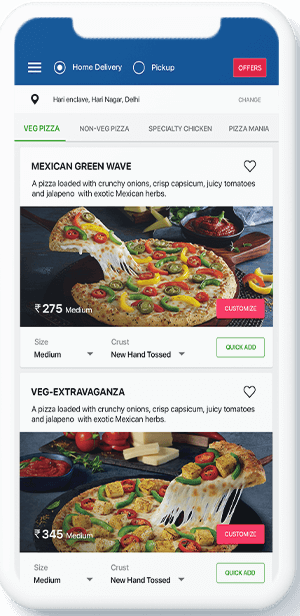 Home Delivery Pickup OFFERS
Hari enclave, Hari Nagar, Delhi CHANGE
VEG PIZZA NON-VEG PIZZA SPECIALTY CHICKEN PIZZA MANIA
MEXICAN GREEN WAVE
A pizza loaded with crunchy onions, crisp capsicum, juicy tomatoes
and jalapeno with exotic Mexican herbs.
₹ 275 Medium CUSTOMIZE
Size Crust
Medium New Hand Tossed QUICK ADD
VEG-EXTRAVAGANZA
A pizza loaded with crunchy onions, crisp capsicum, juicy tomatoes
and jalapeno with exotic Mexican herbs.
₹ 345 Medium CUSTOMIZE
Size Crust
Medium New Hand Tossed QUICK ADD